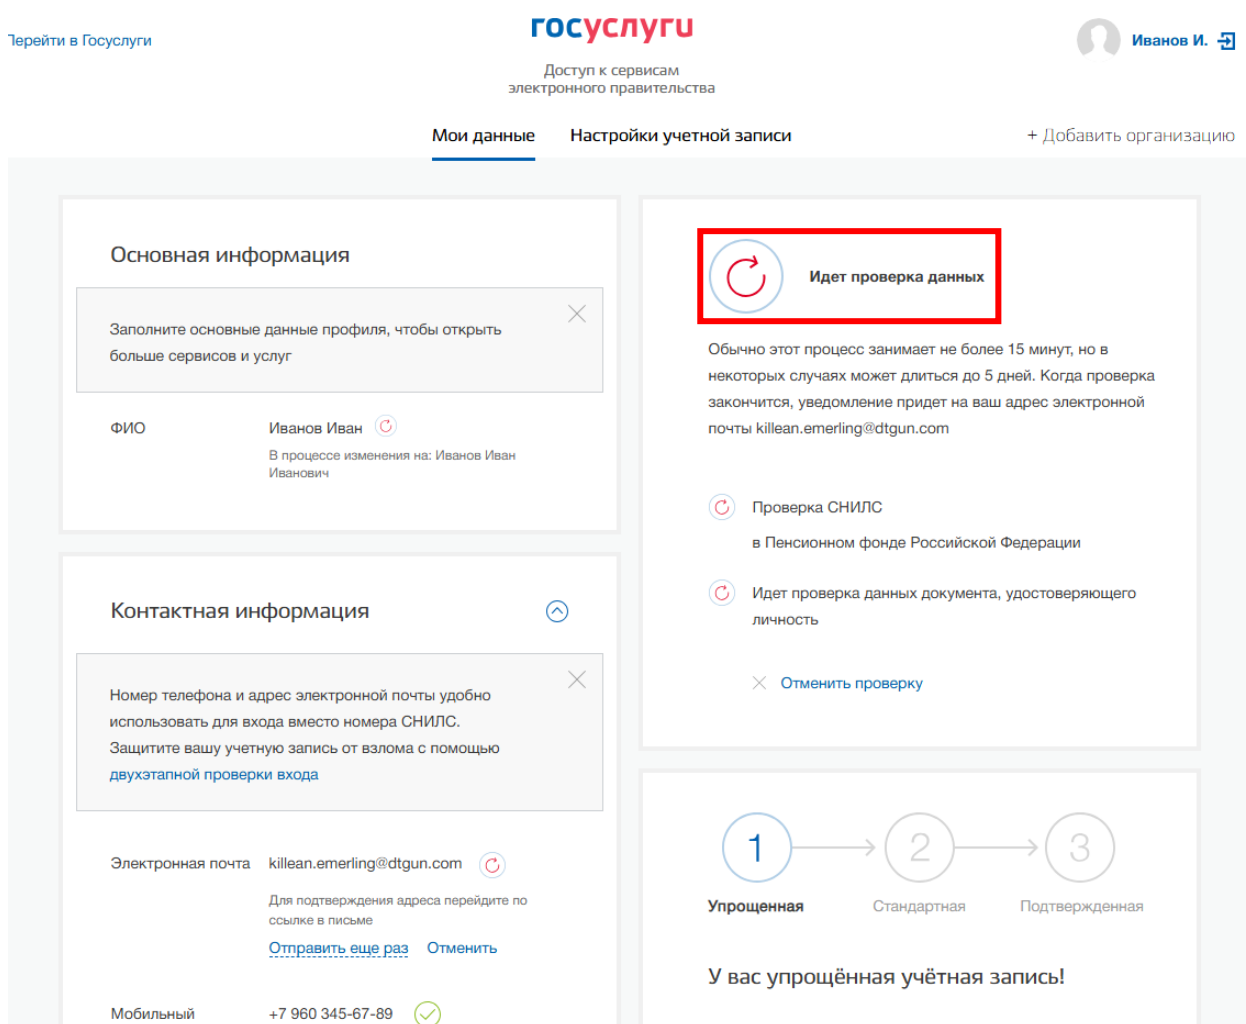 Перейти в Госуслуги
госуслуги
Иванов И.
Доступ к сервисам
электронного правительства
Мои данные
Настройки учетной записи
+ Добавить организацию
Основная информация
Заполните основные данные профиля, чтобы открыть
больше сервисов и услуг
ФИО
Иванов Иван
В процессе изменения на: Иванов Иван
Иванович
Контактная информация
Номер телефона и адрес электронной почты удобно
использовать для входа вместо номера СНИЛС.
Защитите вашу учетную запись от взлома с помощью
двухэтапной проверки входа
Электронная почта
killean.emerling@dtgun.com
Для подтверждения адреса перейдите по
ссылке в письме
Отправить еще раз
Отменить
Мобильный
+7 960 345-67-89
Идет проверка данных
Обычно этот процесс занимает не более 15 минут, но в
некоторых случаях может длиться до 5 дней. Когда проверка
закончится, уведомление придет на ваш адрес электронной
почты killean.emerling@dtgun.com
Проверка СНИЛС
в Пенсионном фонде Российской Федерации
Идет проверка данных документа, удостоверяющего
личность
Отменить проверку
1
2
3
Упрощенная
Стандартная
Подтвержденная
У вас упрощённая учётная запись!